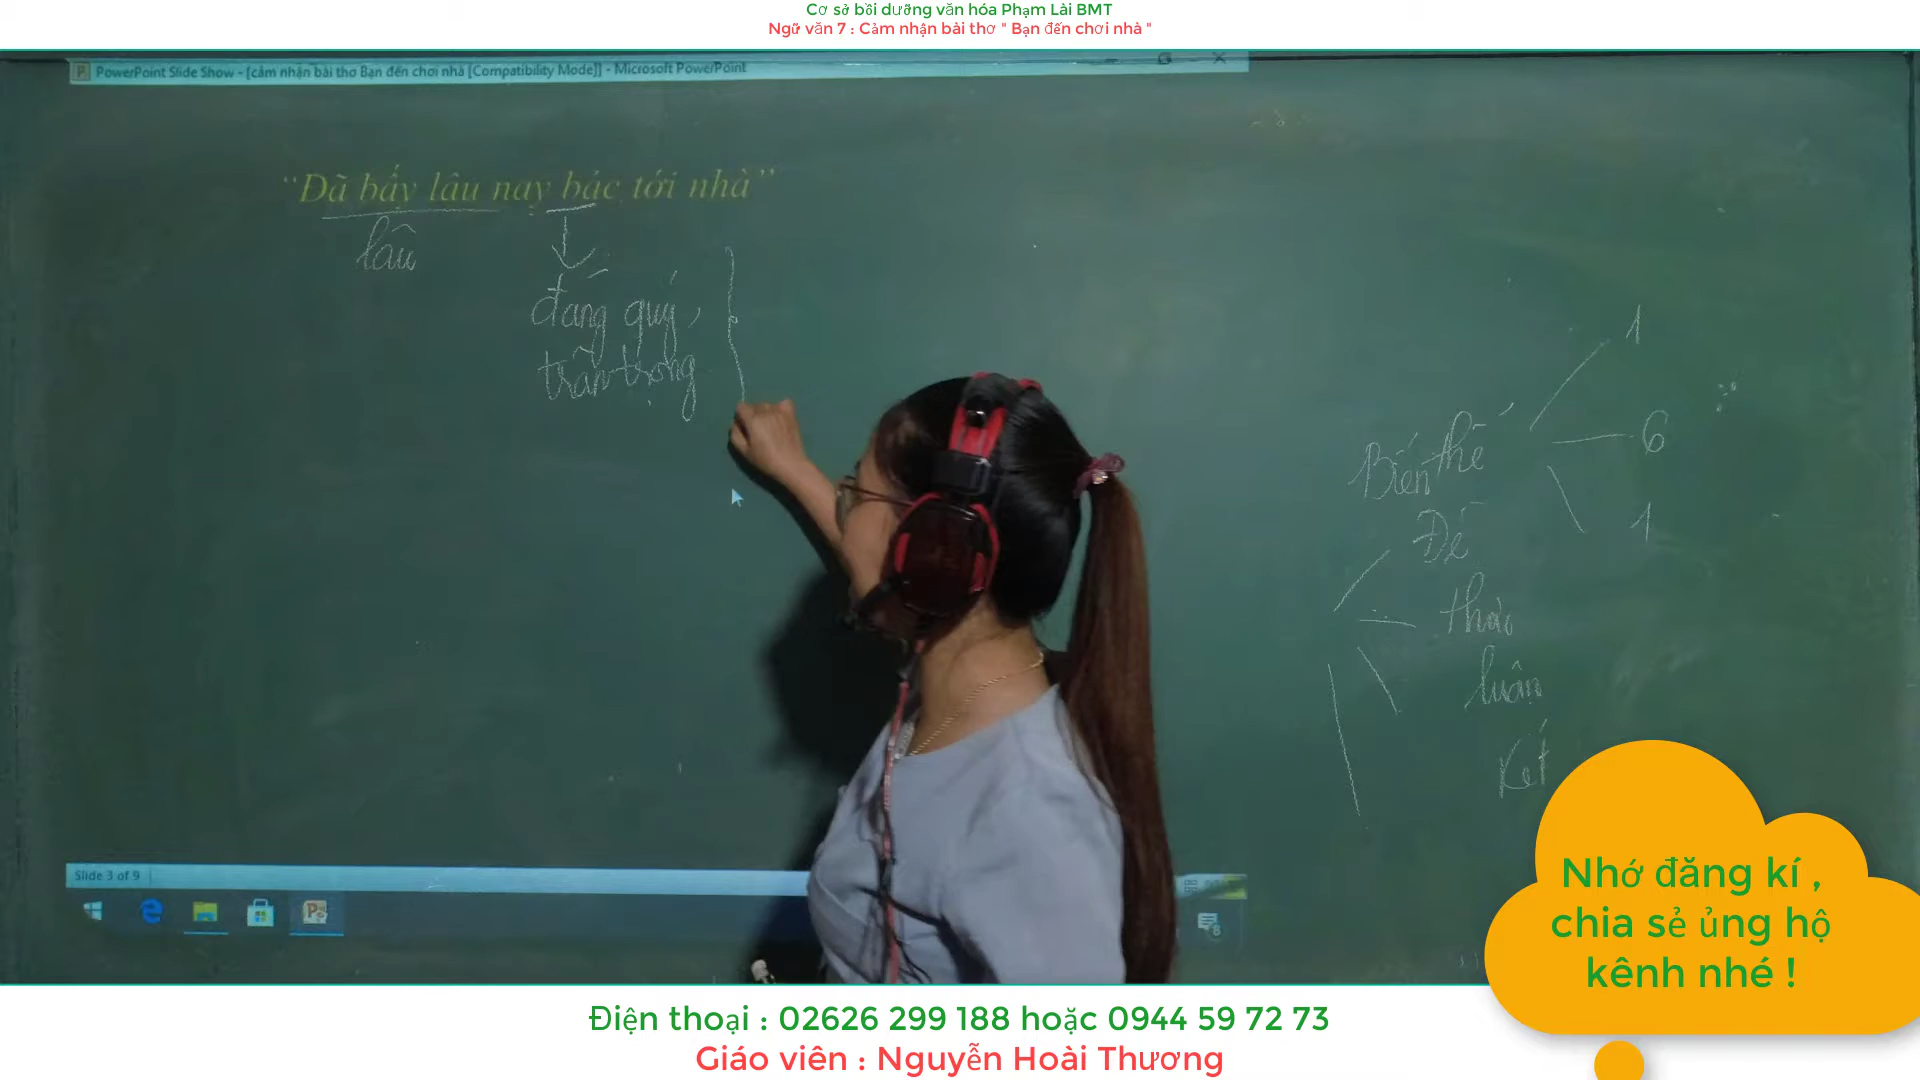 Cơ sở bồi dưỡng văn hóa Phạm Lài BMT
Ngữ văn 7 : Cảm nhận bài thơ " Bạn đến chơi nhà "
PowerPoint Slide Show - [cảm nhận bài thơ Bạn đến chơi nhà [Compatibility Mode]] - Microsoft PowerPoint
“Đã bấy lâu nay bác tới nhà”
lâu
đáng quý,
trân trọng
Biến thể
1
6
1
Đề
thực
luận
Kết
Slide 3 of 9
Nhớ đăng kí ,
chia sẻ ủng hộ
kênh nhé !
Điện thoại : 02626 299 188 hoặc 0944 59 72 73
Giáo viên : Nguyễn Hoài Thương